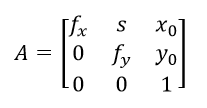 A = [f_x s x_0
0 f_y y_0
0 0 1]